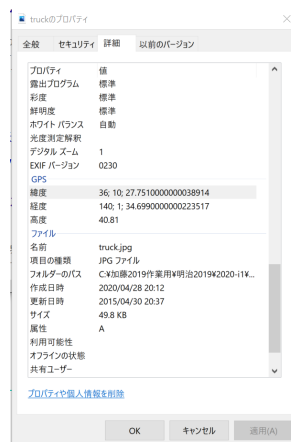 truckのプロパティ
全般 セキュリティ 詳細 以前のバージョン
プロパティ 値
露出プログラム 標準
彩度 標準
鮮明度 標準
ホワイト バランス 自動
光度測定解釈
デジタル ズーム 1
EXIF バージョン 0230
GPS
緯度 36; 10; 27.7510000000038914
経度 140; 1; 34.6990000000223517
高度 40.81
ファイル
名前 truck.jpg
項目の種類 JPG ファイル
フォルダーのパス C:¥加藤2019作業用¥明治2019¥2020-i1¥...
作成日時 2020/04/28 20:12
更新日時 2015/04/30 20:37
サイズ 49.8 KB
属性 A
利用可能性
オフラインの状態
共有ユーザー
プロパティや個人情報を削除
OK キャンセル 適用(A)